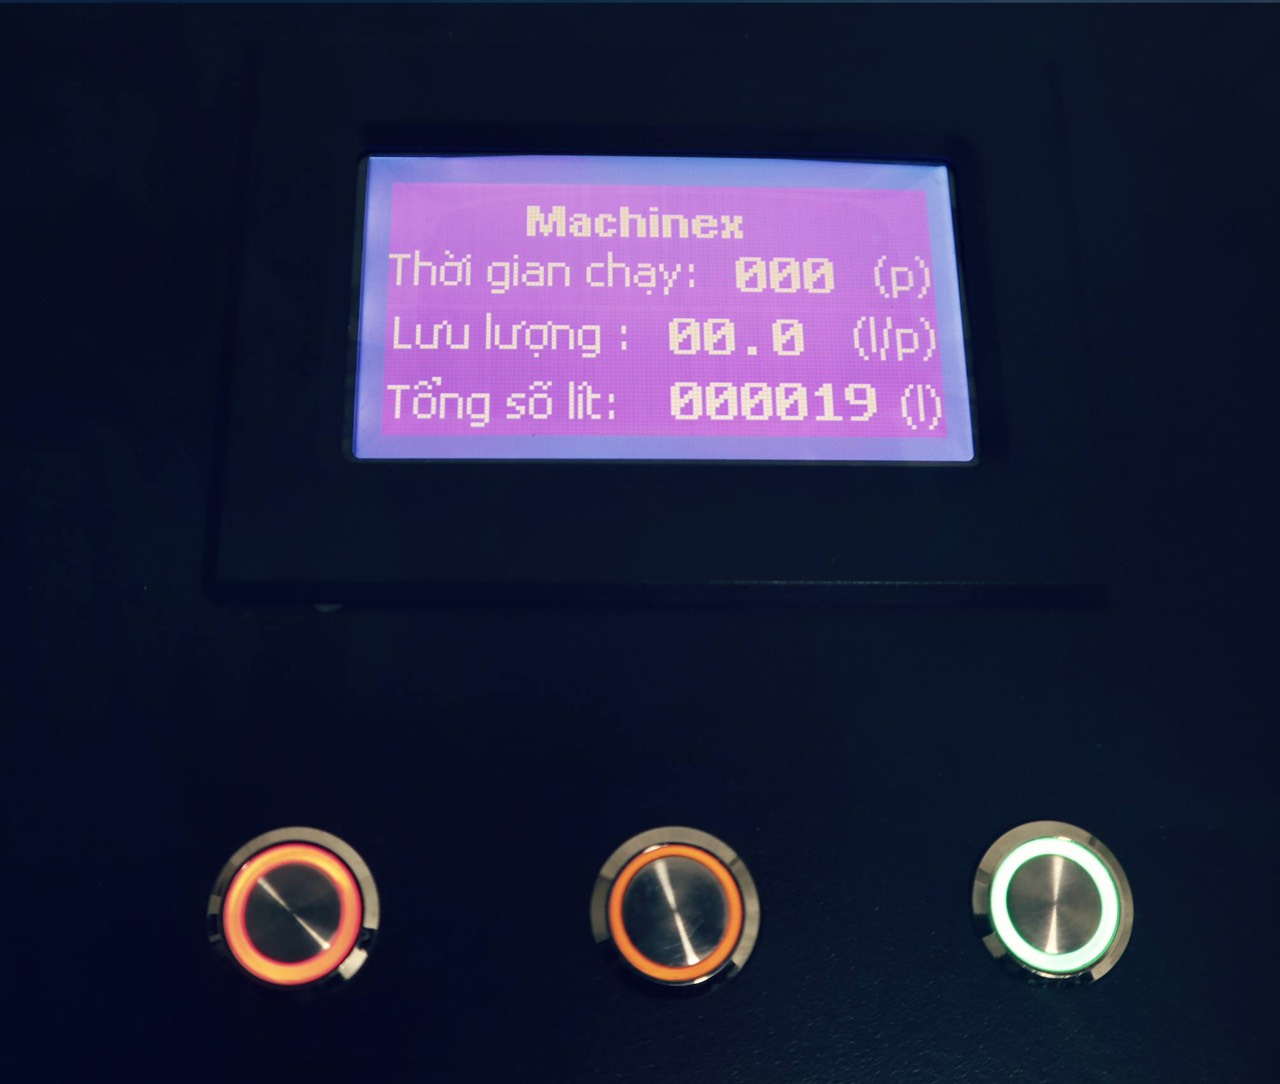 Machinex
Thời gian chạy: 000 (p)
Lưu lượng : 00.0 (l/p)
Tổng số lít: 000019 (l)